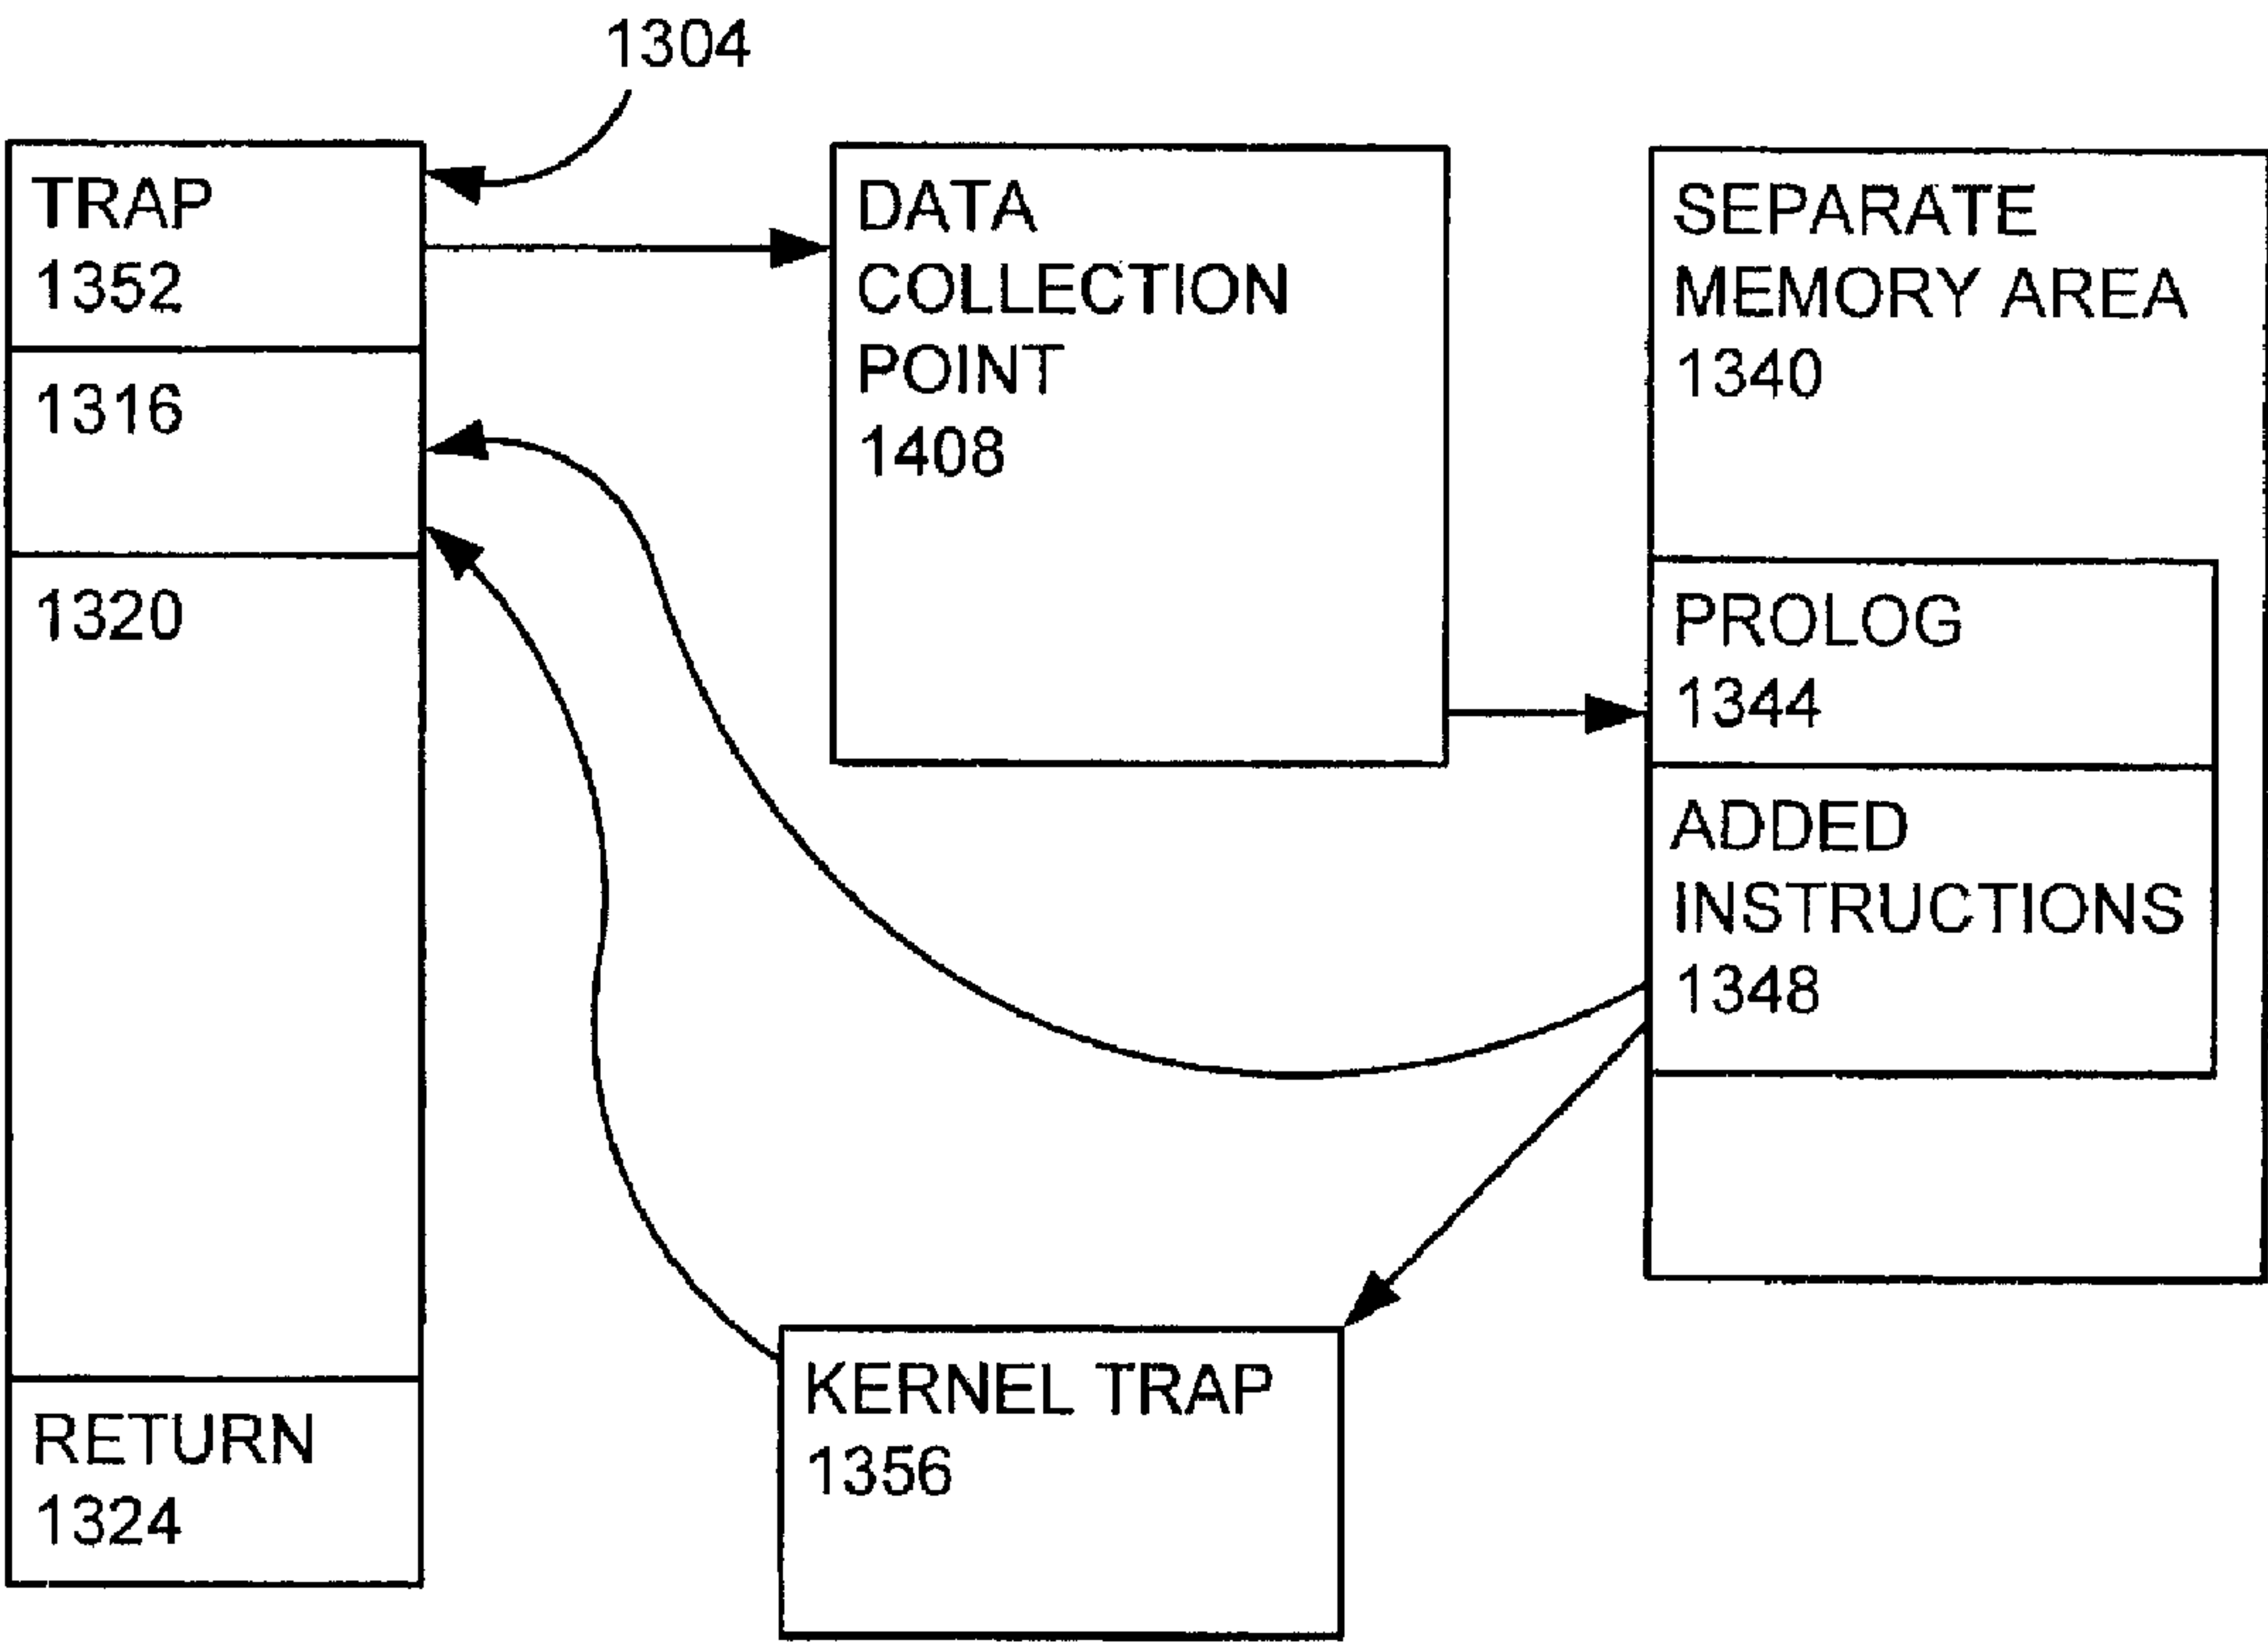 1304
TRAP
1352
1316
1320
RETURN
1324
DATA
COLLECTION
POINT
1408
SEPARATE
MEMORY AREA
1340
PROLOG
1344
ADDED
INSTRUCTIONS
1348
KERNEL TRAP
1356